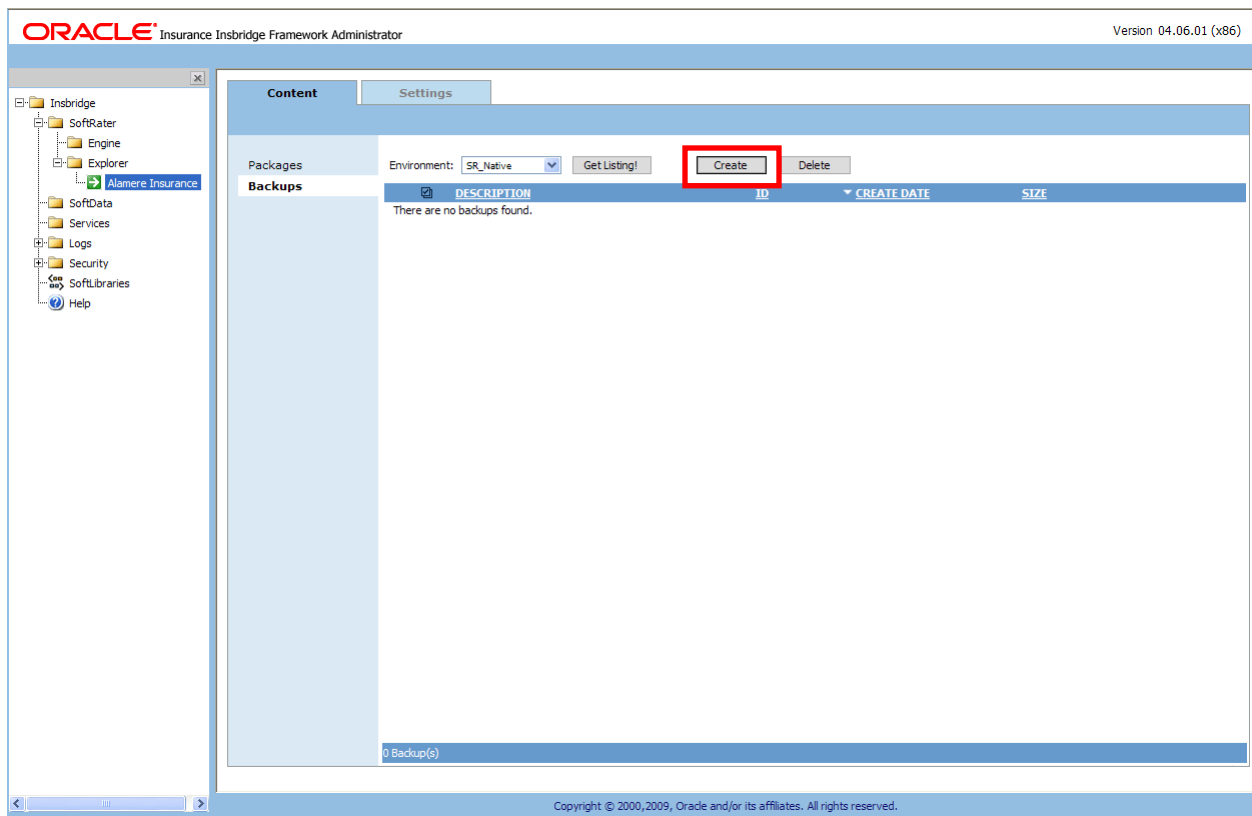 ORACLE® Insurance Insbridge Framework Administrator
Version 04.06.01 (x86)
Insbridge
SoftRater
Engine
Explorer
Alamere Insurance
SoftData
Services
Logs
Security
SoftLibraries
Help
Content Settings
Packages
Backups
Environment: SR_Native Get Listing! Create Delete
DESCRIPTION ID CREATE DATE SIZE
There are no backups found.
0 Backup(s)
Copyright © 2000,2009, Oracle and/or its affiliates. All rights reserved.